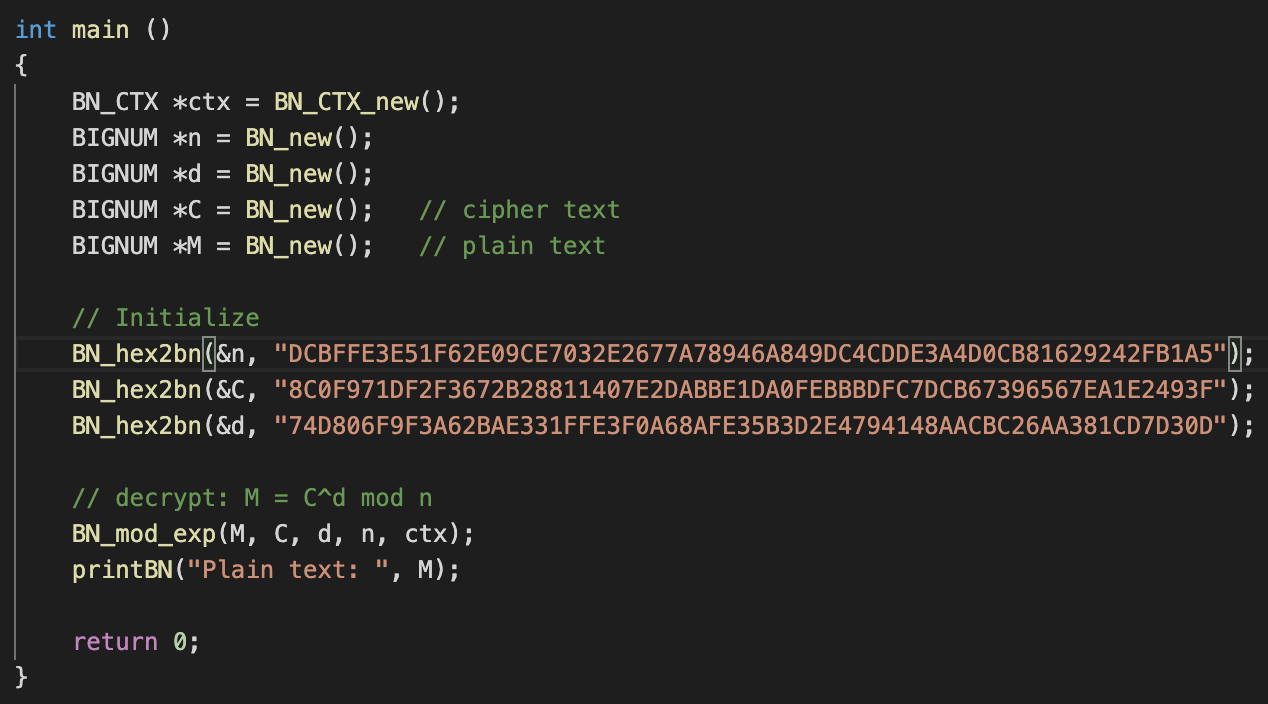 int main ()
{
    BN_CTX *ctx = BN_CTX_new();
    BIGNUM *n = BN_new();
    BIGNUM *d = BN_new();
    BIGNUM *C = BN_new();   // cipher text
    BIGNUM *M = BN_new();   // plain text
    // Initialize
    BN_hex2bn(&n, "DCBFFE3E51F62E09CE7032E2677A78946A849DC4CDDE3A4D0CB81629242FB1A5");
    BN_hex2bn(&C, "8C0F971DF2F3672B28811407E2DABBE1DA0FEBBBDFC7DCB67396567EA1E2493F");
    BN_hex2bn(&d, "74D806F9F3A62BAE331FFE3F0A68AFE35B3D2E4794148AACBC26AA381CD7D30D");
    // decrypt: M = C^d mod n
    BN_mod_exp(M, C, d, n, ctx);
    printBN("Plain text: ", M);
    return 0;
}